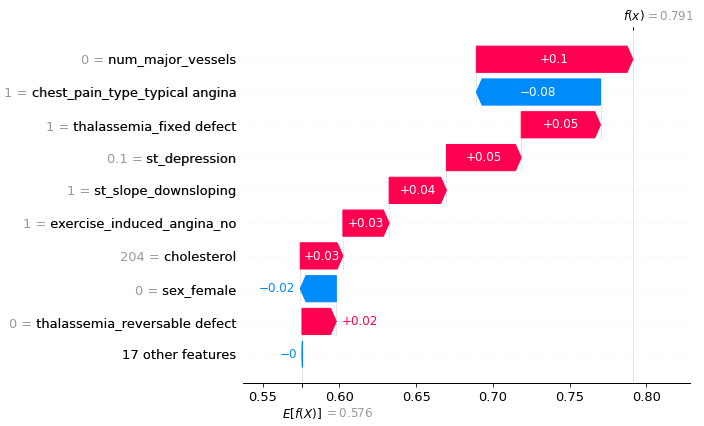 f(x) = 0.791
0 = num_major_vessels
+0.1
1 = chest_pain_type_typical angina
−0.08
1 = thalassemia_fixed defect
+0.05
0.1 = st_depression
+0.05
1 = st_slope_downsloping
+0.04
1 = exercise_induced_angina_no
+0.03
204 = cholesterol
+0.03
0 = sex_female
−0.02
0 = thalassemia_reversable defect
+0.02
17 other features
−0
0.55 0.60 0.65 0.70 0.75 0.80
E[f(X)] = 0.576